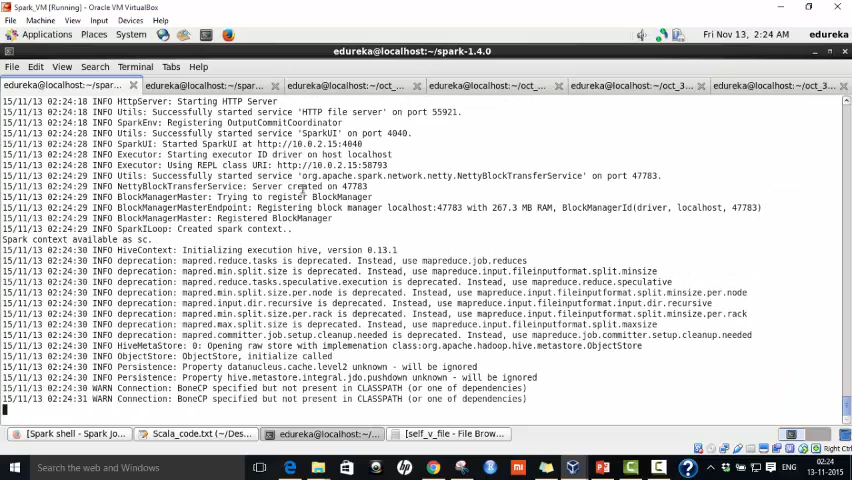 Spark_VM [Running] - Oracle VM VirtualBox
File Machine View Input Devices Help
Applications Places System Fri Nov 13, 2:24 AM edureka
edureka@localhost:~/spark-1.4.0
File Edit View Search Terminal Tabs Help
edureka@localhost:~/spar... edureka@localhost:~/spar... edureka@localhost:~/oct_... edureka@localhost:~/oct_... edureka@localhost:~/oct_3... edureka@localhost:~/oct_3...
15/11/13 02:24:18 INFO HttpServer: Starting HTTP Server
15/11/13 02:24:18 INFO Utils: Successfully started service 'HTTP file server' on port 55921.
15/11/13 02:24:18 INFO SparkEnv: Registering OutputCommitCoordinator
15/11/13 02:24:28 INFO Utils: Successfully started service 'SparkUI' on port 4040.
15/11/13 02:24:28 INFO SparkUI: Started SparkUI at http://10.0.2.15:4040
15/11/13 02:24:28 INFO Executor: Starting executor ID driver on host localhost
15/11/13 02:24:28 INFO Executor: Using REPL class URI: http://10.0.2.15:58793
15/11/13 02:24:29 INFO Utils: Successfully started service 'org.apache.spark.network.netty.NettyBlockTransferService' on port 47783.
15/11/13 02:24:29 INFO NettyBlockTransferService: Server created on 47783
15/11/13 02:24:29 INFO BlockManagerMaster: Trying to register BlockManager
15/11/13 02:24:29 INFO BlockManagerMasterEndpoint: Registering block manager localhost:47783 with 267.3 MB RAM, BlockManagerId(driver, localhost, 47783)
15/11/13 02:24:29 INFO BlockManagerMaster: Registered BlockManager
15/11/13 02:24:29 INFO SparkILoop: Created spark context..
Spark context available as sc.
15/11/13 02:24:30 INFO HiveContext: Initializing execution hive, version 0.13.1
15/11/13 02:24:30 INFO deprecation: mapred.reduce.tasks is deprecated. Instead, use mapreduce.job.reduces
15/11/13 02:24:30 INFO deprecation: mapred.min.split.size is deprecated. Instead, use mapreduce.input.fileinputformat.split.minsize
15/11/13 02:24:30 INFO deprecation: mapred.reduce.tasks.speculative.execution is deprecated. Instead, use mapreduce.reduce.speculative
15/11/13 02:24:30 INFO deprecation: mapred.min.split.size.per.node is deprecated. Instead, use mapreduce.input.fileinputformat.split.minsize.per.node
15/11/13 02:24:30 INFO deprecation: mapred.input.dir.recursive is deprecated. Instead, use mapreduce.input.fileinputformat.input.dir.recursive
15/11/13 02:24:30 INFO deprecation: mapred.min.split.size.per.rack is deprecated. Instead, use mapreduce.input.fileinputformat.split.minsize.per.rack
15/11/13 02:24:30 INFO deprecation: mapred.max.split.size is deprecated. Instead, use mapreduce.input.fileinputformat.split.maxsize
15/11/13 02:24:30 INFO deprecation: mapred.committer.job.setup.cleanup.needed is deprecated. Instead, use mapreduce.job.committer.setup.cleanup.needed
15/11/13 02:24:30 INFO HiveMetaStore: 0: Opening raw store with implemenation class:org.apache.hadoop.hive.metastore.ObjectStore
15/11/13 02:24:30 INFO ObjectStore: ObjectStore, initialize called
15/11/13 02:24:30 INFO Persistence: Property datanucleus.cache.level2 unknown - will be ignored
15/11/13 02:24:30 INFO Persistence: Property hive.metastore.integral.jdo.pushdown unknown - will be ignored
15/11/13 02:24:30 WARN Connection: BoneCP specified but not present in CLASSPATH (or one of dependencies)
15/11/13 02:24:31 WARN Connection: BoneCP specified but not present in CLASSPATH (or one of dependencies)
[Spark shell - Spark Jo... Scala_code.txt (~/Des... edureka@localhost:~/... [self_v_file - File Brow...
Right Ctrl
Search the web and Windows
hp
mi
ENG
02:24
13-11-2015